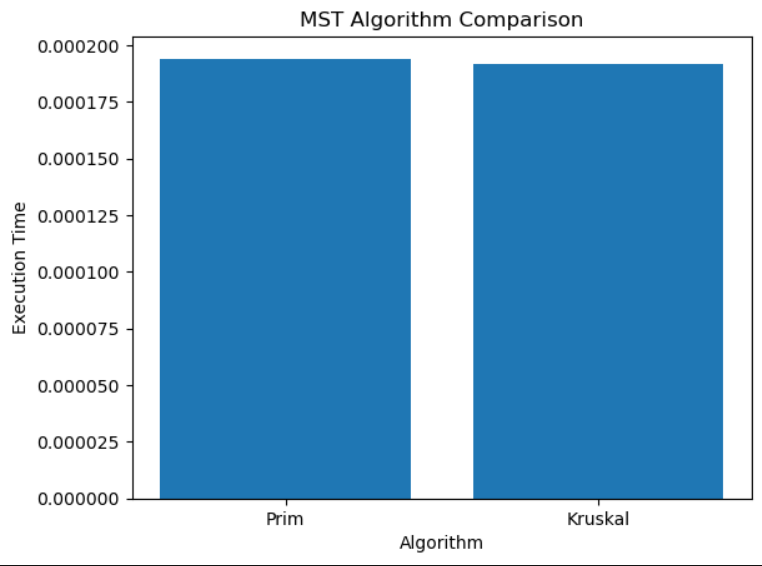 MST Algorithm Comparison
0.000200
0.000175
0.000150
0.000125
0.000100
0.000075
0.000050
0.000025
0.000000
Execution Time
Prim
Kruskal
Algorithm